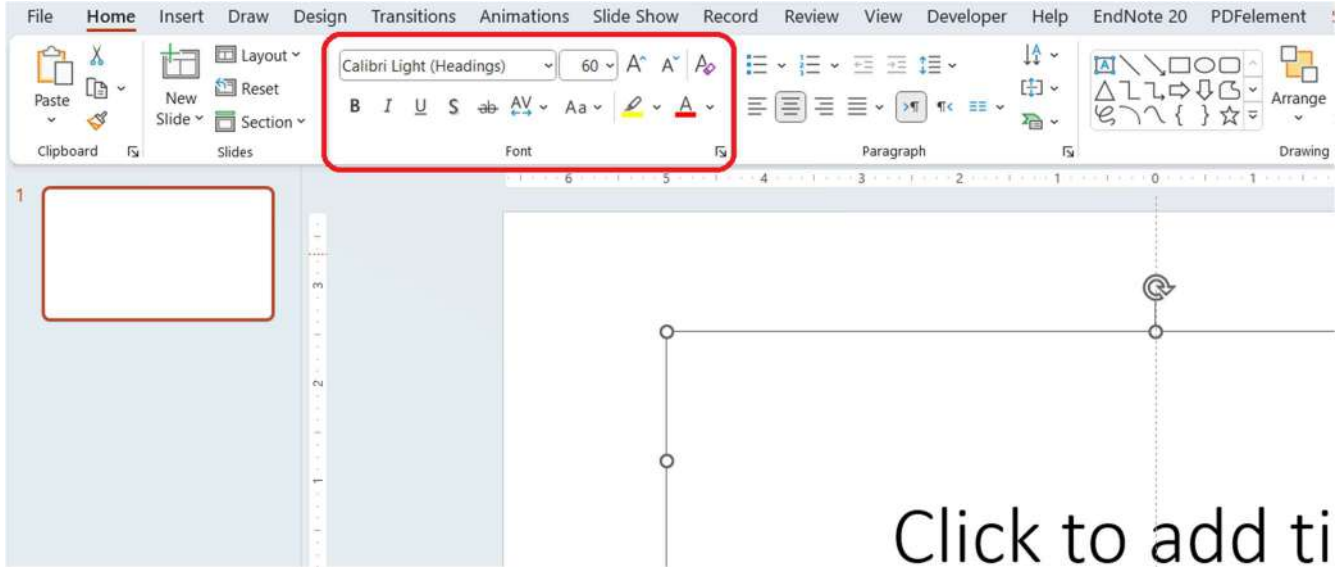 File Home Insert Draw Design Transitions Animations Slide Show Record Review View Developer Help EndNote 20 PDFelement
Paste
New
Slide
Layout
Reset
Section
Calibri Light (Headings) 60 A A A
B I U S ab AV Aa A
Arrange
Clipboard Slides Font Paragraph Drawing
6 5 4 3 2 1 0 1
1
3
2
1
Click to add ti